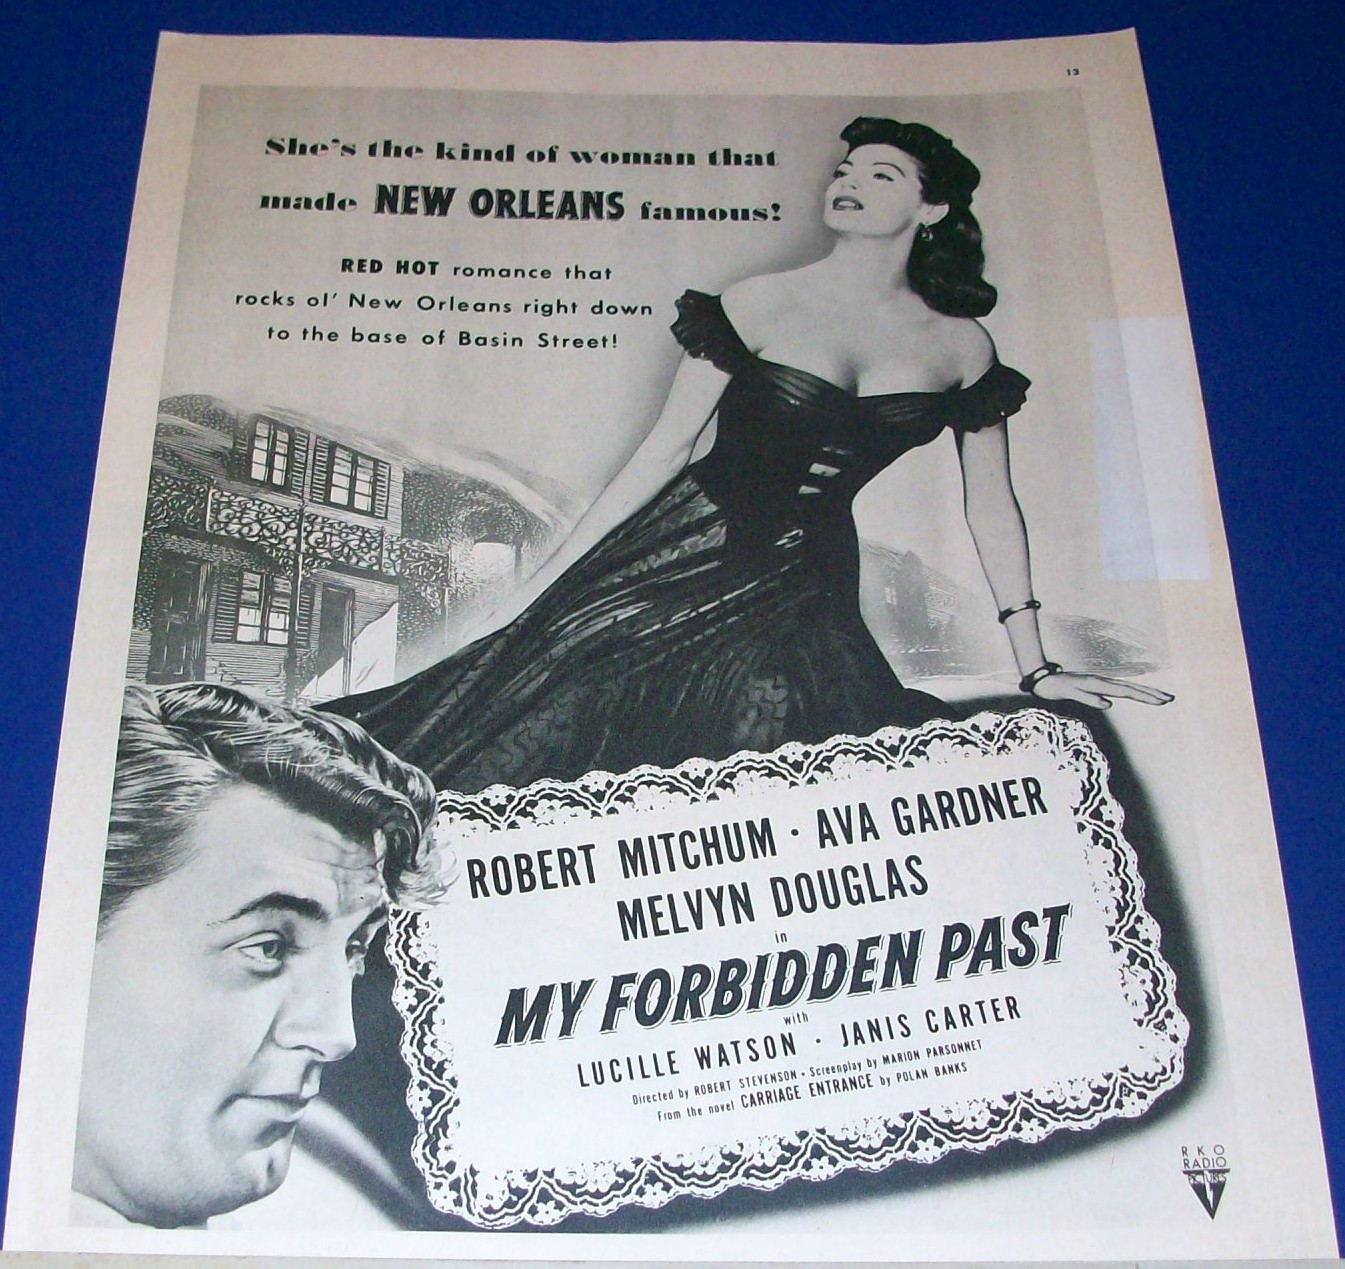 13
She's the kind of woman that
made NEW ORLEANS famous!
RED HOT romance that
rocks ol' New Orleans right down
to the base of Basin Street!
ROBERT MITCHUM · AVA GARDNER
MELVYN DOUGLAS
in
MY FORBIDDEN PAST
with
LUCILLE WATSON · JANIS CARTER
Directed by ROBERT STEVENSON · Screenplay by MARION PARSONNET
From the novel CARRIAGE ENTRANCE by POLAN BANKS
RKO
RADIO
PICTURES